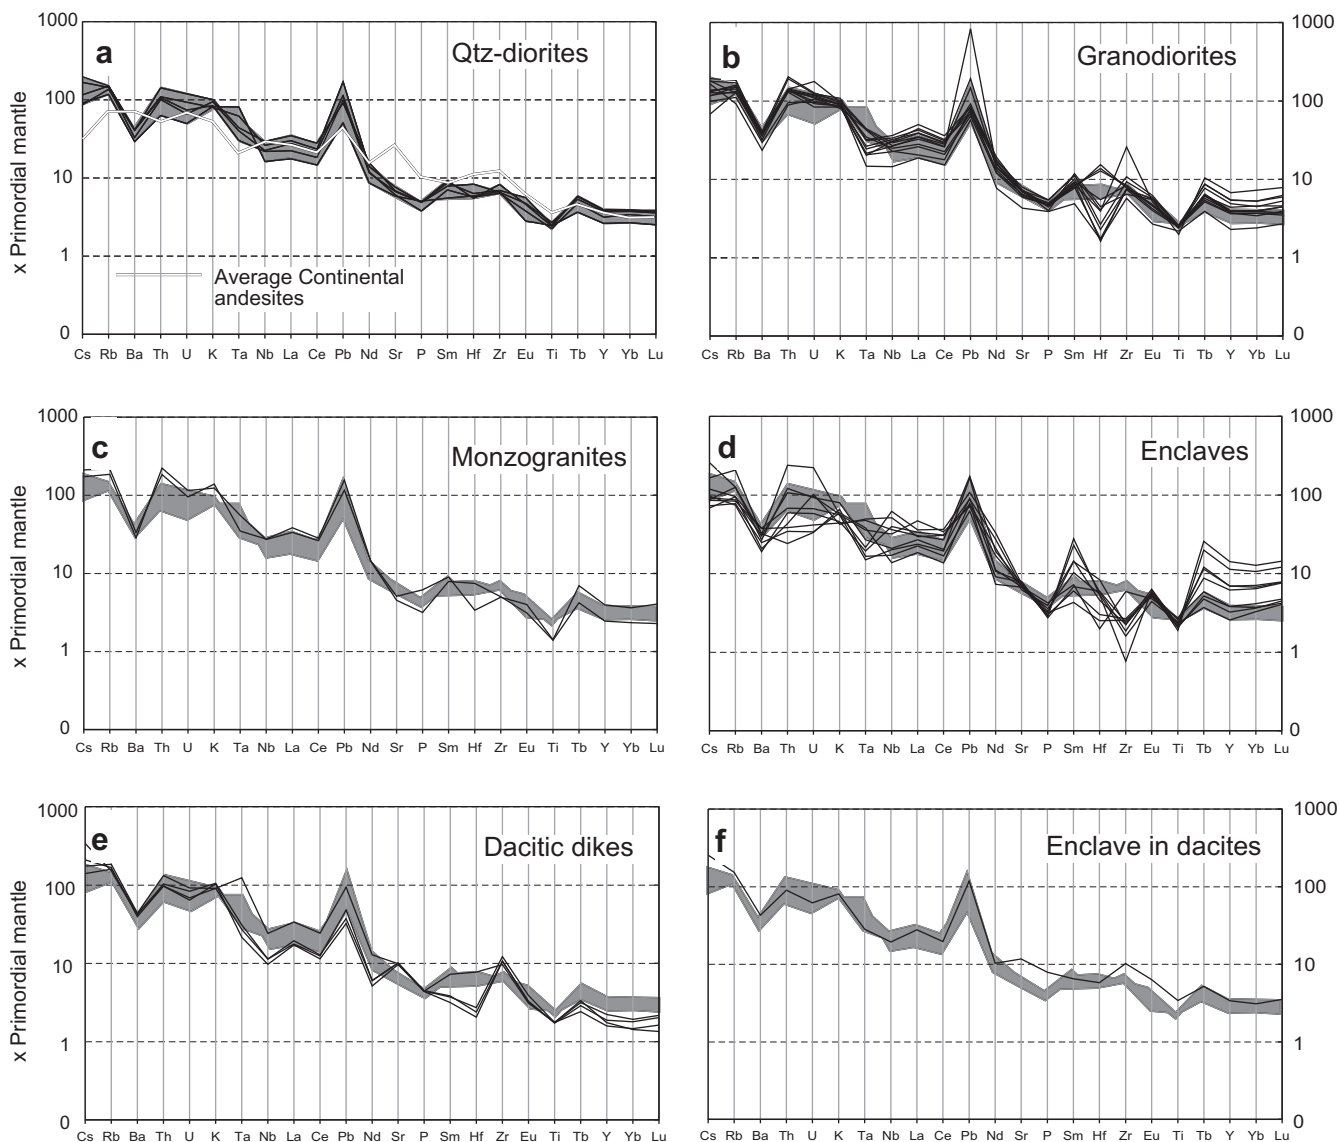 a
Qtz-diorites
x Primordial mantle
1000
100
10
1
0
Average Continental
andesites
Cs Rb Ba Th U K Ta Nb La Ce Pb Nd Sr P Sm Hf Zr Eu Ti Tb Y Yb Lu
b
Granodiorites
1000
100
10
1
0
Cs Rb Ba Th U K Ta Nb La Ce Pb Nd Sr P Sm Hf Zr Eu Ti Tb Y Yb Lu
c
Monzogranites
x Primordial mantle
1000
100
10
1
0
Cs Rb Ba Th U K Ta Nb La Ce Pb Nd Sr P Sm Hf Zr Eu Ti Tb Y Yb Lu
d
Enclaves
1000
100
10
1
0
Cs Rb Ba Th U K Ta Nb La Ce Pb Nd Sr P Sm Hf Zr Eu Ti Tb Y Yb Lu
e
Dacitic dikes
x Primordial mantle
1000
100
10
1
0
Cs Rb Ba Th U K Ta Nb La Ce Pb Nd Sr P Sm Hf Zr Eu Ti Tb Y Yb Lu
f
Enclave in dacites
1000
100
10
1
0
Cs Rb Ba Th U K Ta Nb La Ce Pb Nd Sr P Sm Hf Zr Eu Ti Tb Y Yb Lu